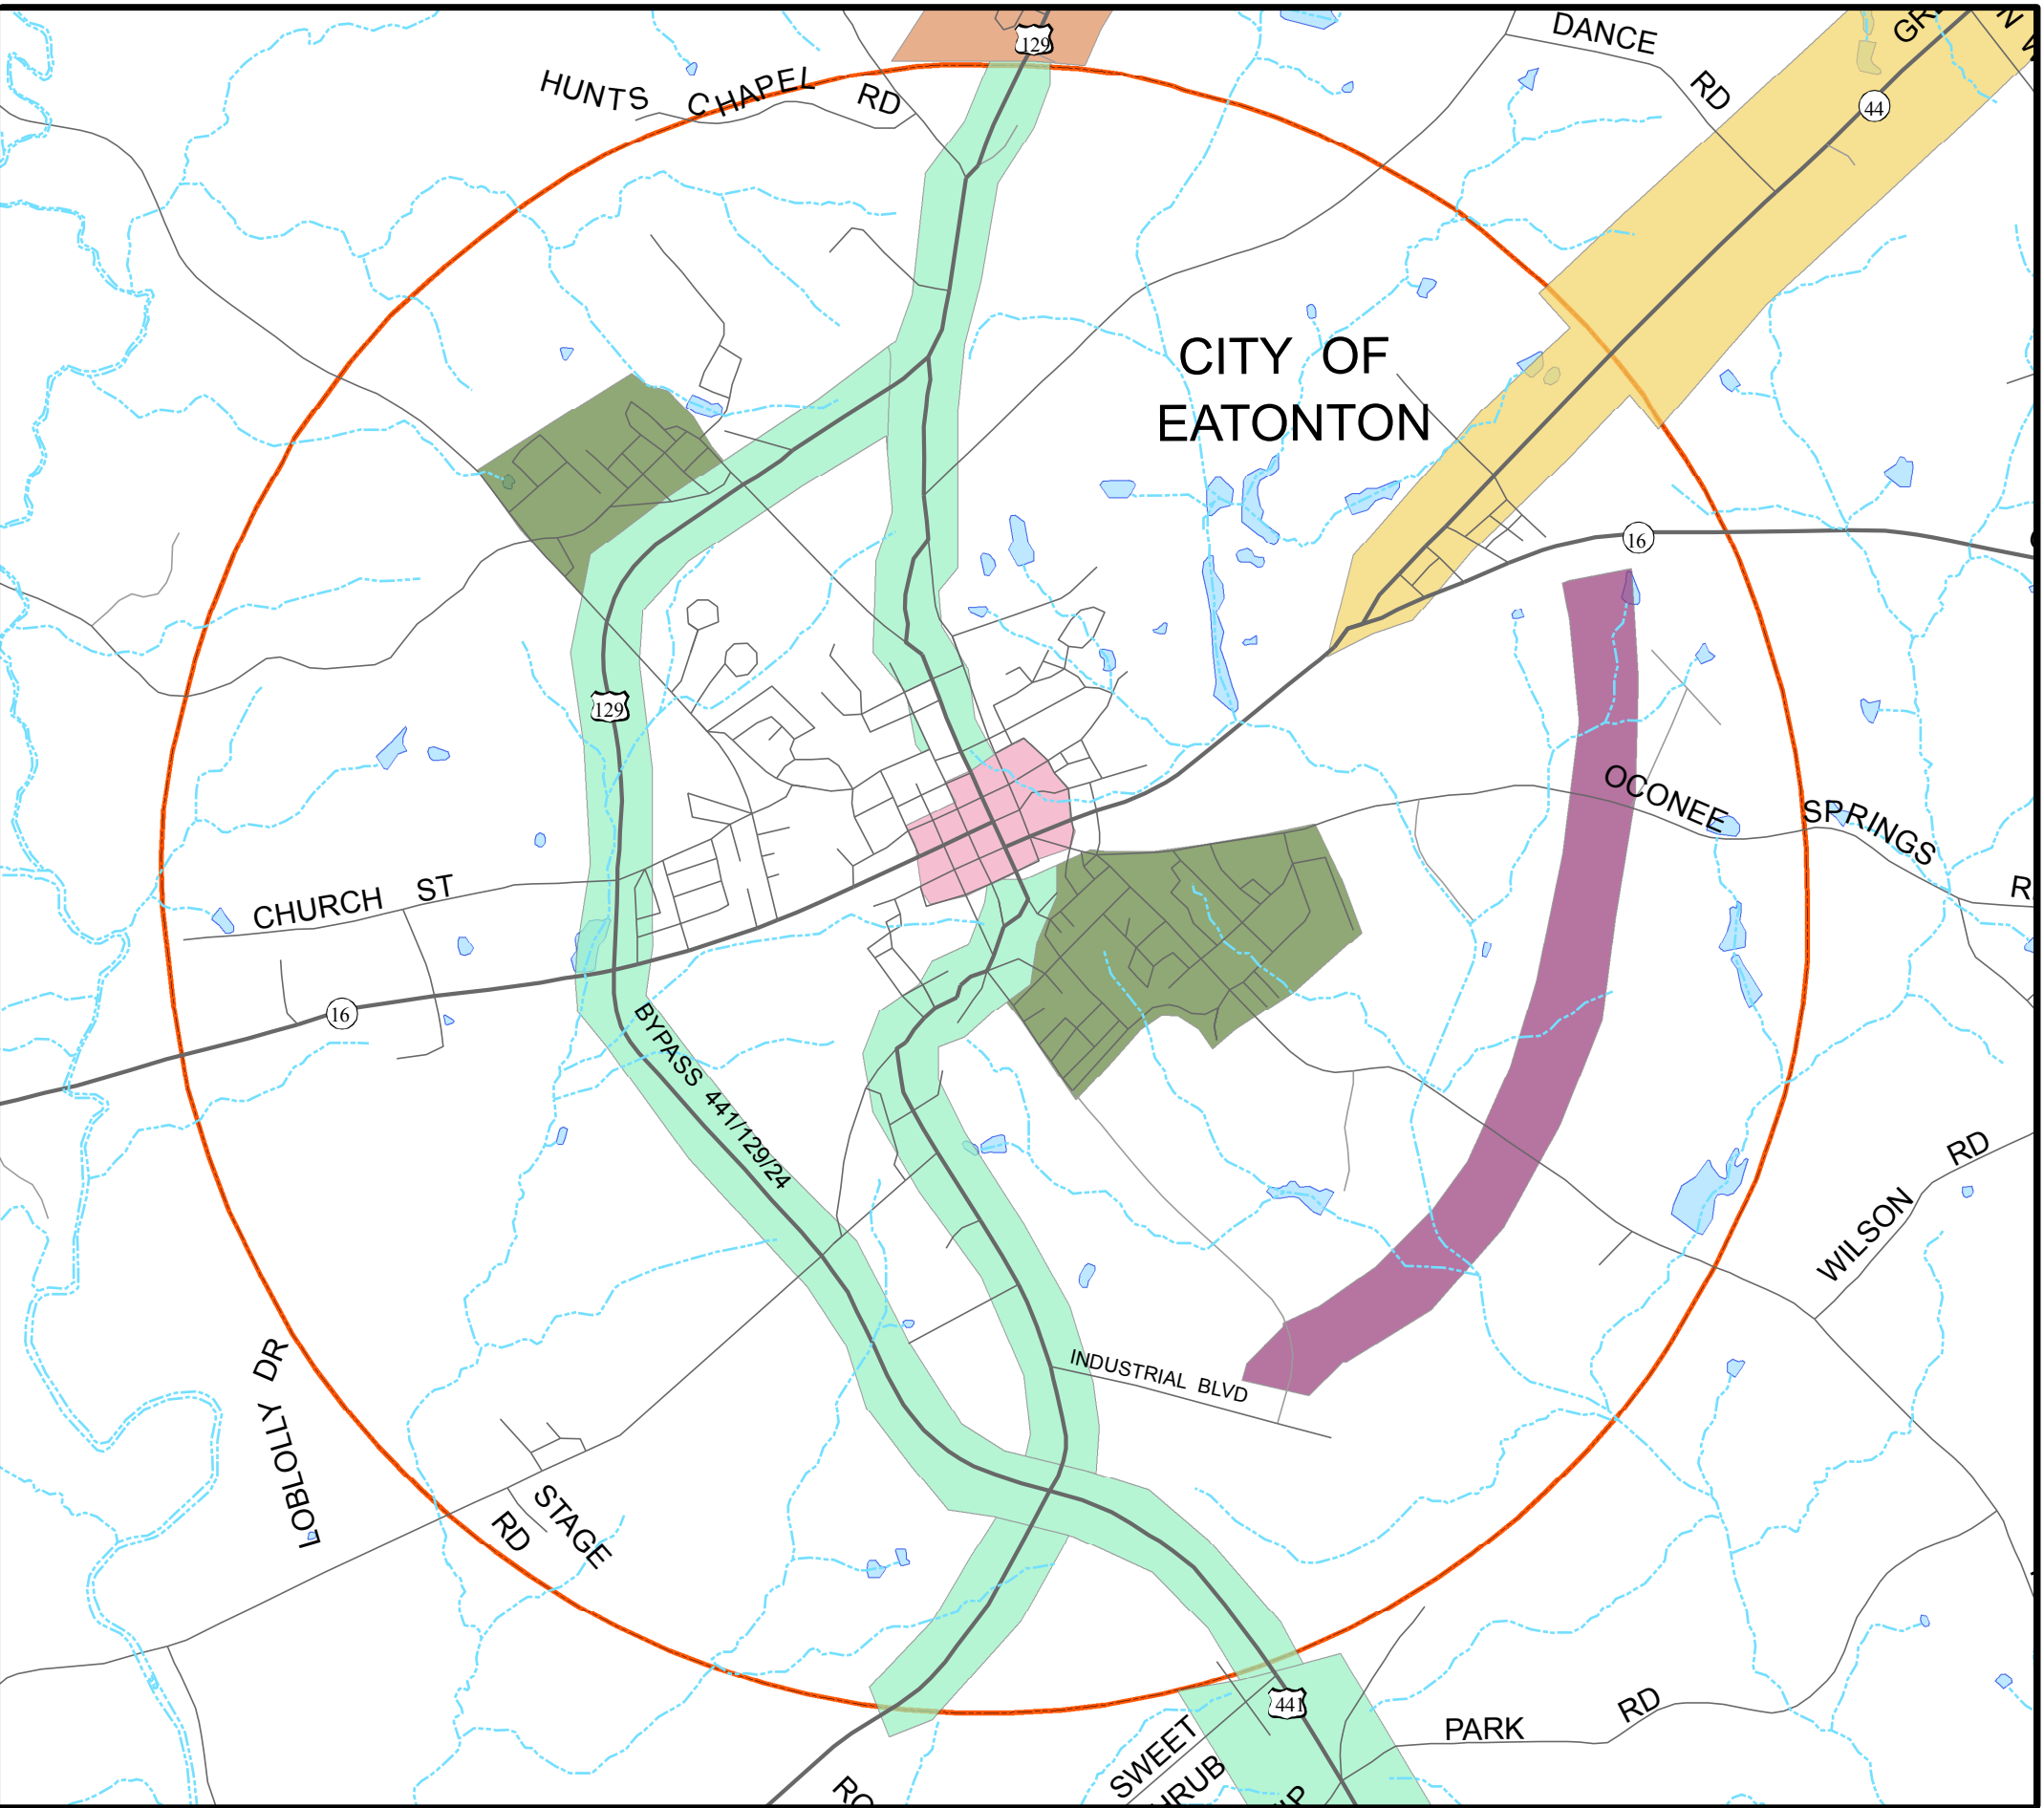 129
DANCE
RD
44
HUNTS CHAPEL RD
CITY OF
EATONTON
16
129
OCONEE SPRINGS
CHURCH ST
16
BYPASS 441/129/24
WILSON RD
INDUSTRIAL BLVD
LOBLOLLY DR
STAGE
RD
441
PARK RD
SWEET